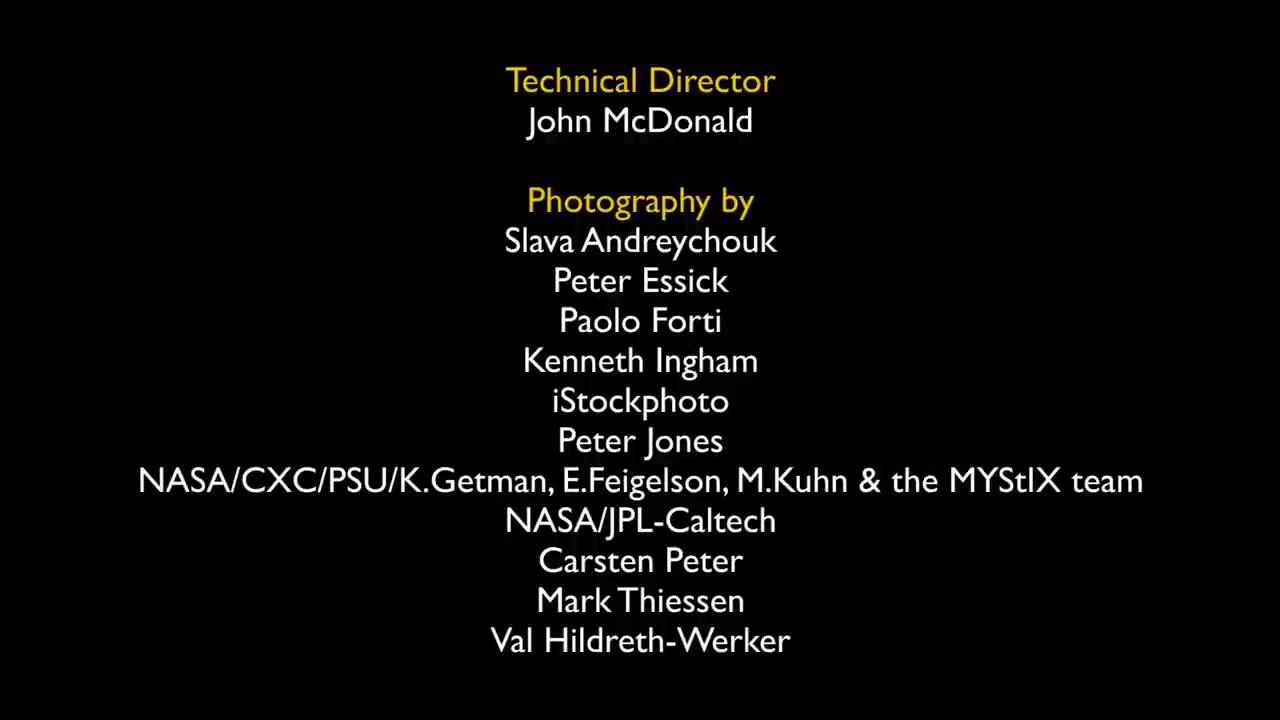 Technical Director
John McDonald
Photography by
Slava Andreychouk
Peter Essick
Paolo Forti
Kenneth Ingham
iStockphoto
Peter Jones
NASA/CXC/PSU/K.Getman, E.Feigelson, M.Kuhn & the MYStIX team
NASA/JPL-Caltech
Carsten Peter
Mark Thiessen
Val Hildreth-Werker